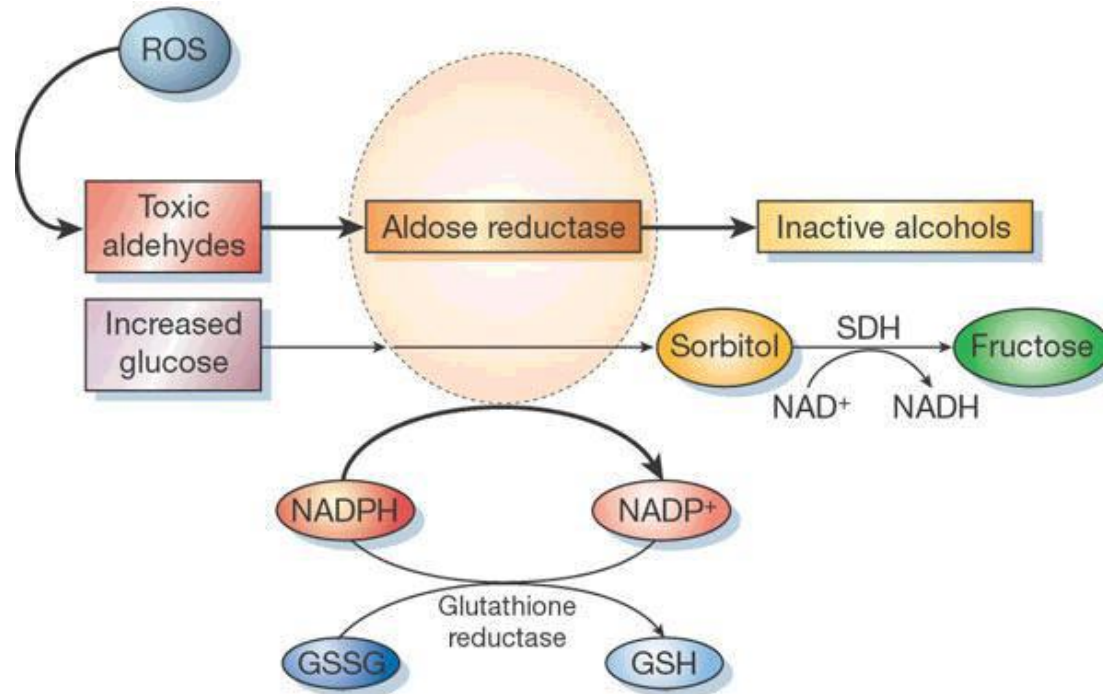 ROS
Toxic
aldehydes
Aldose reductase
Inactive alcohols
Increased
glucose
Sorbitol
SDH
Fructose
NAD⁺
NADH
NADPH
NADP⁺
Glutathione
reductase
GSSG
GSH